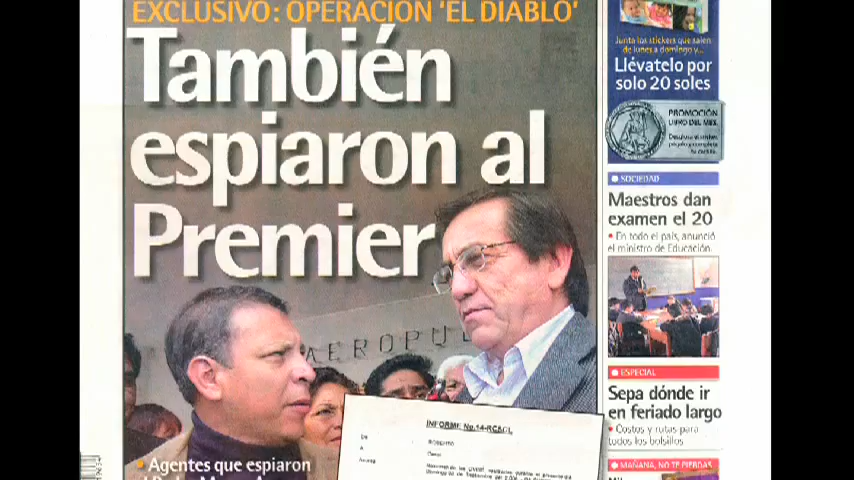 EXCLUSIVO: OPERACIÓN 'EL DIABLO'
También
espiaron al
Premier
AEROPU
INFORME No.14-
Agentes que espiaron
Junta los stickers que salen
de lunes a domingo y...
Llévatelo por
solo 20 soles
PROMOCIÓN
LIBRO DEL MES
SOCIEDAD
Maestros dan
examen el 20
• En todo el país, anunció
el ministro de Educación.
ESPECIAL
Sepa dónde ir
en feriado largo
• Costos y rutas para
todos los bolsillos
MAÑANA, NO TE PIERDAS